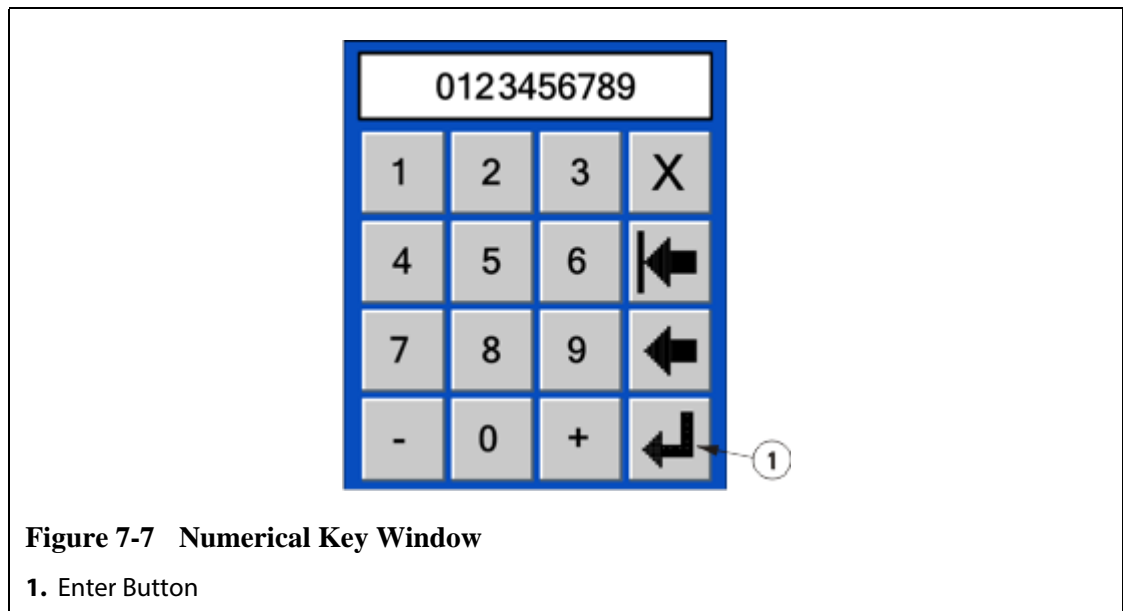 0123456789
1 2 3 X
4 5 6
7 8 9
- 0 +
1
Figure 7-7 Numerical Key Window
1. Enter Button